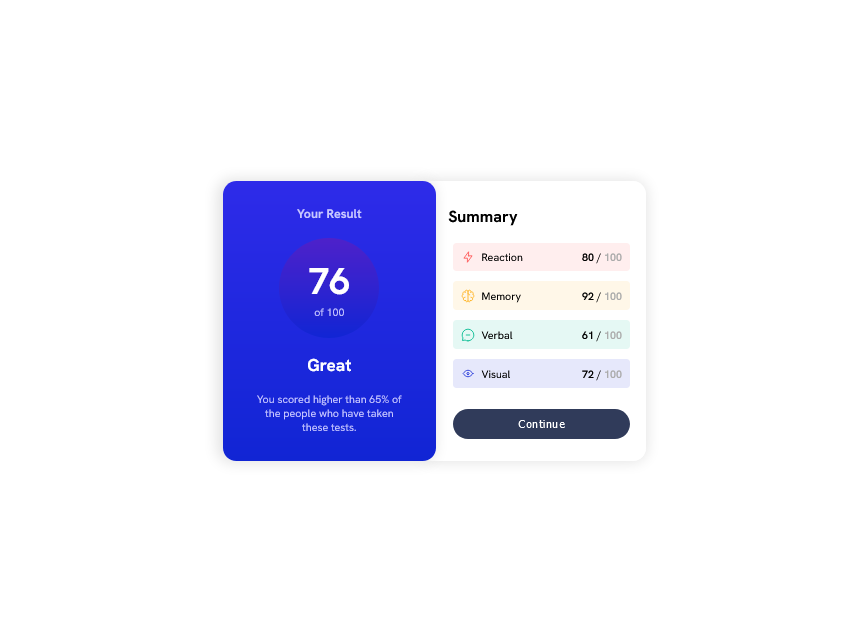 Your Result
76
of 100
Great
You scored higher than 65% of
the people who have taken
these tests.
Summary
Reaction 80 / 100
Memory 92 / 100
Verbal 61 / 100
Visual 72 / 100
Continue